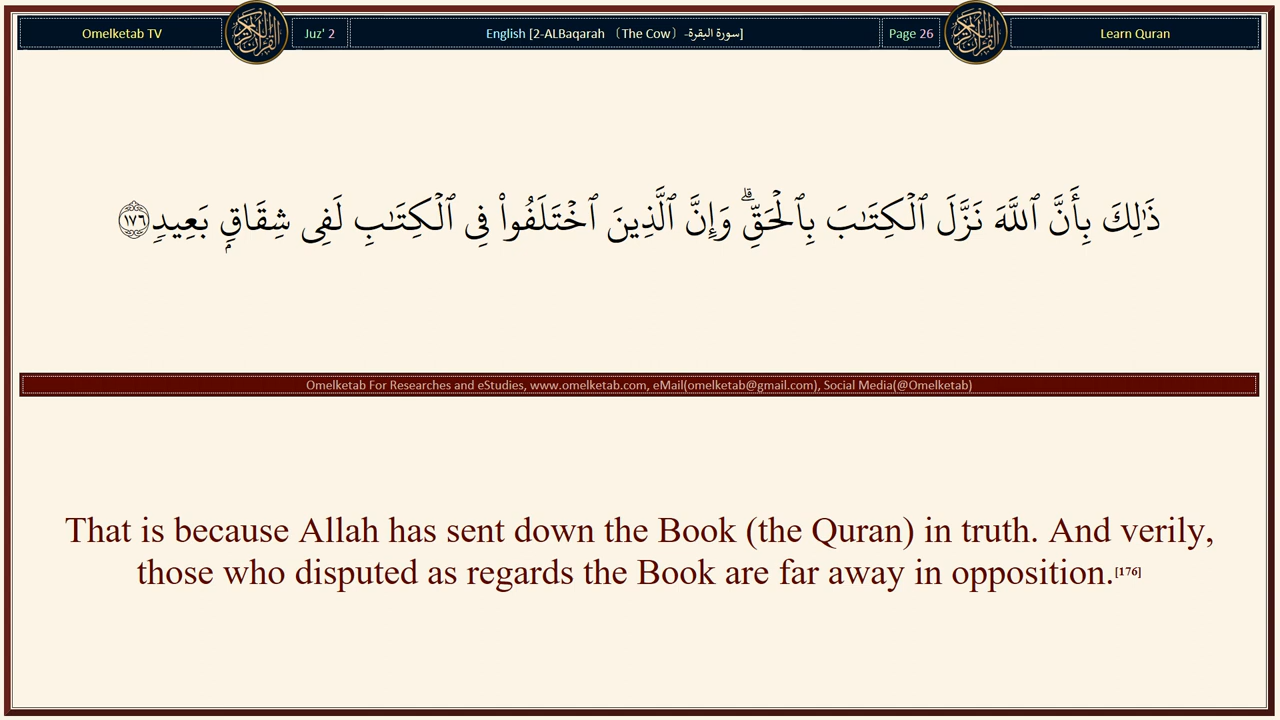 Omelketab TV
Juz' 2
English [2-ALBaqarah （The Cow） -سورة البقرة]
Page 26
Learn Quran
ذَٰلِكَ بِأَنَّ ٱللَّهَ نَزَّلَ ٱلْكِتَـٰبَ بِٱلْحَقِّ ۗ وَإِنَّ ٱلَّذِينَ ٱخْتَلَفُوا۟ فِى ٱلْكِتَـٰبِ لَفِى شِقَاقٍۭ بَعِيدٍۢ ١٧٦
Omelketab For Researches and eStudies, www.omelketab.com, eMail(omelketab@gmail.com), Social Media(@Omelketab)
That is because Allah has sent down the Book (the Quran) in truth. And verily,
those who disputed as regards the Book are far away in opposition.[176]